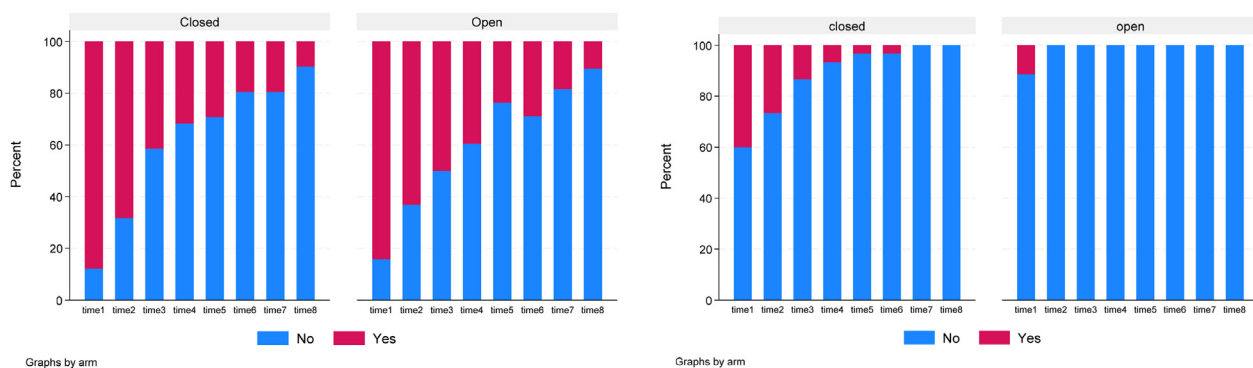 Closed Open
100
80
60
40
20
0
Percent
time1 time2 time3 time4 time5 time6 time7 time8 time1 time2 time3 time4 time5 time6 time7 time8
No Yes
Graphs by arm
closed open
100
80
60
40
20
0
Percent
time1 time2 time3 time4 time5 time6 time7 time8 time1 time2 time3 time4 time5 time6 time7 time8
No Yes
Graphs by arm